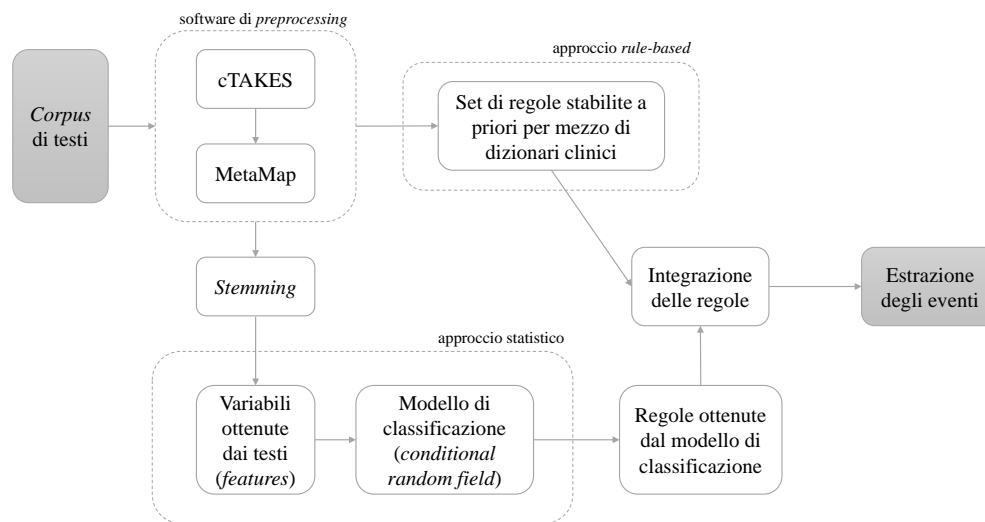 software di preprocessing
approccio rule-based
Corpus
di testi
cTAKES
MetaMap
Set di regole stabilite a
priori per mezzo di
dizionari clinici
Stemming
Integrazione
delle regole
Estrazione
degli eventi
approccio statistico
Variabili
ottenute
dai testi
(features)
Modello di
classificazione
(conditional
random field)
Regole ottenute
dal modello di
classificazione